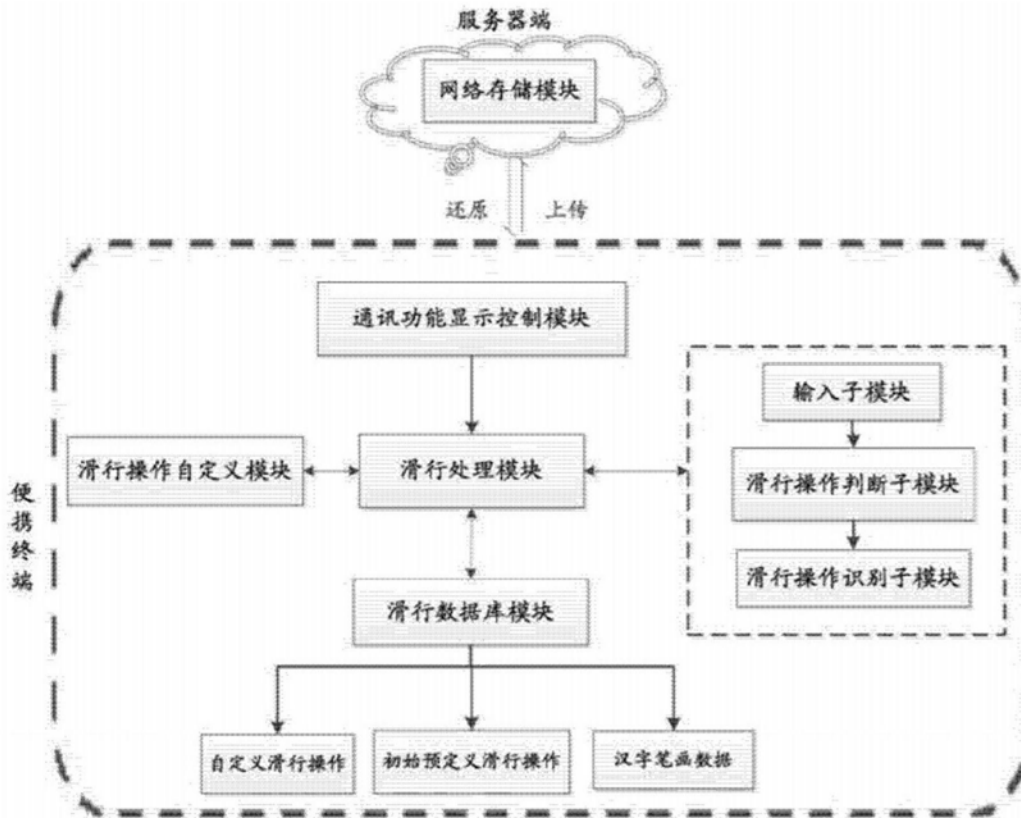 服务器端
网络存储模块
还原
上传
通讯功能显示控制模块
输入子模块
滑行操作自定义模块
滑行处理模块
滑行操作判断子模块
滑行操作识别子模块
便携终端
滑行数据库模块
自定义滑行操作
初始预定义滑行操作
汉字笔画数据